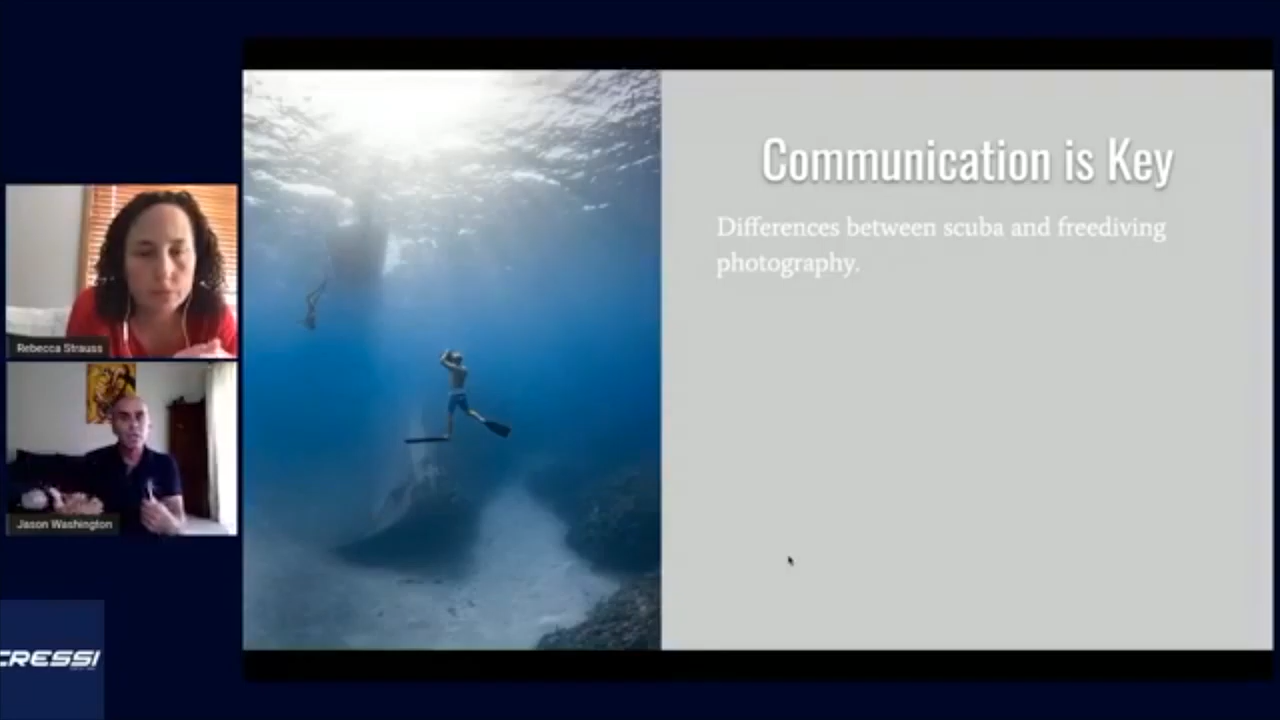 Communication is Key
Differences between scuba and freediving
photography.
Rebecca Strauss
Jason Washington
CRESSI